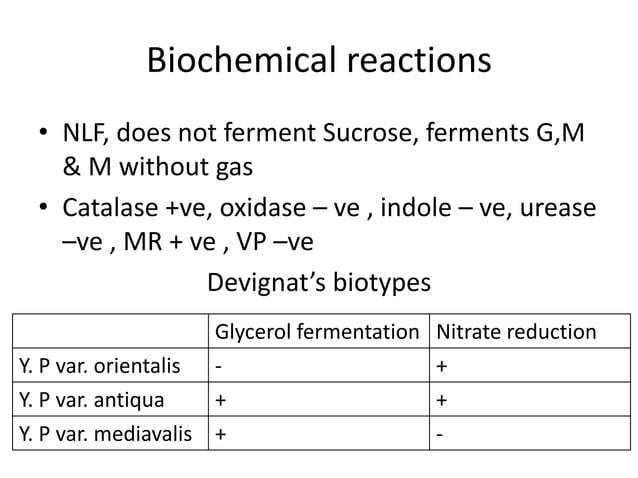 Biochemical reactions
• NLF, does not ferment Sucrose, ferments G,M
& M without gas
• Catalase +ve, oxidase – ve , indole – ve, urease
–ve , MR + ve , VP –ve
Devignat’s biotypes
Glycerol fermentation Nitrate reduction
Y. P var. orientalis - +
Y. P var. antiqua + +
Y. P var. mediavalis + -